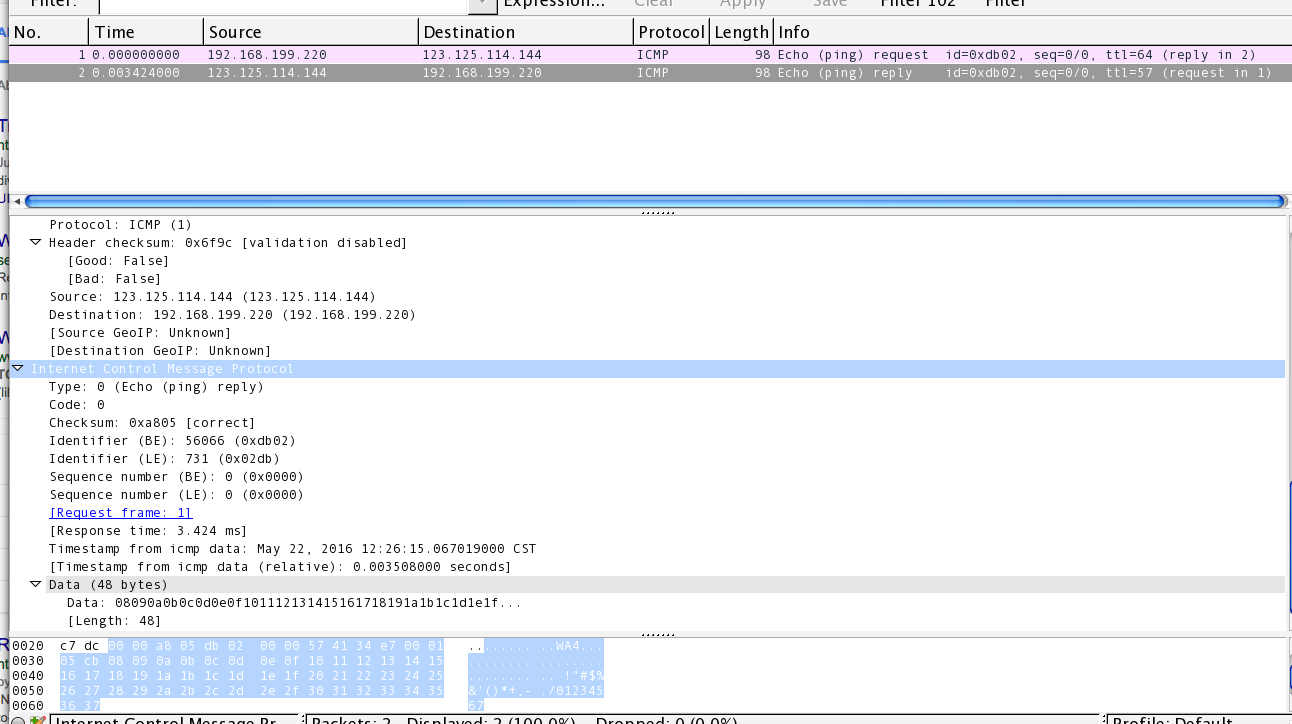 Filter: Expression... Clear Apply Save Filter 102 Filter
No. Time Source Destination Protocol Length Info
1 0.000000000 192.168.199.220 123.125.114.144 ICMP 98 Echo (ping) request id=0xdb02, seq=0/0, ttl=64 (reply in 2)
2 0.003424000 123.125.114.144 192.168.199.220 ICMP 98 Echo (ping) reply id=0xdb02, seq=0/0, ttl=57 (request in 1)
Protocol: ICMP (1)
Header checksum: 0x6f9c [validation disabled]
[Good: False]
[Bad: False]
Source: 123.125.114.144 (123.125.114.144)
Destination: 192.168.199.220 (192.168.199.220)
[Source GeoIP: Unknown]
[Destination GeoIP: Unknown]
Internet Control Message Protocol
Type: 0 (Echo (ping) reply)
Code: 0
Checksum: 0xa805 [correct]
Identifier (BE): 56066 (0xdb02)
Identifier (LE): 731 (0x02db)
Sequence number (BE): 0 (0x0000)
Sequence number (LE): 0 (0x0000)
[Request frame: 1]
[Response time: 3.424 ms]
Timestamp from icmp data: May 22, 2016 12:26:15.067019000 CST
[Timestamp from icmp data (relative): 0.003508000 seconds]
Data (48 bytes)
Data: 08090a0b0c0d0e0f101112131415161718191a1b1c1d1e1f...
[Length: 48]
0020 c7 dc 00 00 a8 05 db 02 00 00 57 41 34 e7 00 01 ........ ..WA4...
0030 05 cb 08 09 0a 0b 0c 0d 0e 0f 10 11 12 13 14 15 ........ ........
0040 16 17 18 19 1a 1b 1c 1d 1e 1f 20 21 22 23 24 25 ........ .. !"#$%
0050 26 27 28 29 2a 2b 2c 2d 2e 2f 30 31 32 33 34 35 &'()*+,- ./012345
0060 36 37 67
Internet Control Message Pr... Packets: 2 · Displayed: 2 (100.0%) · Dropped: 0 (0.0%) Profile: Default